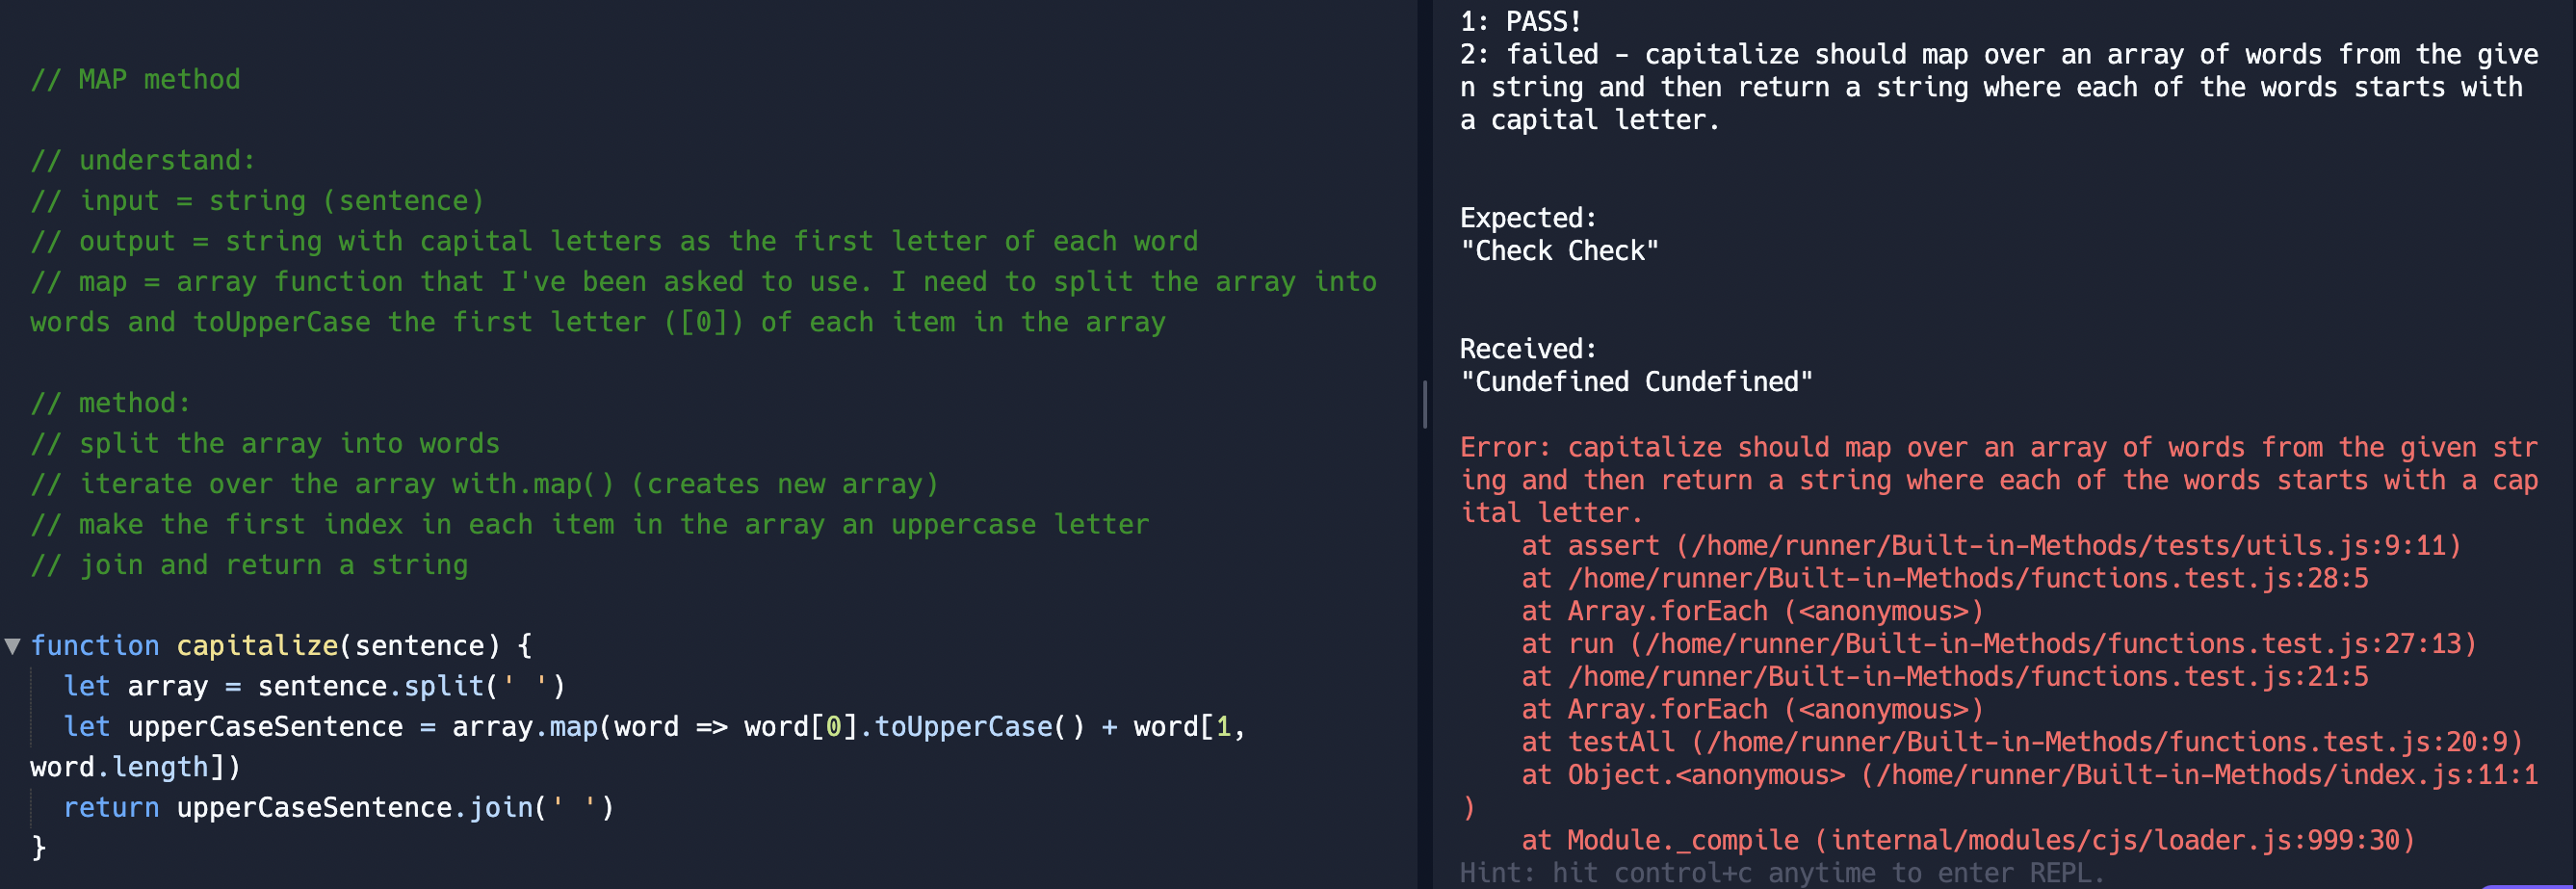 // MAP method
// understand:
// input = string (sentence)
// output = string with capital letters as the first letter of each word
// map = array function that I've been asked to use. I need to split the array into
words and toUpperCase the first letter ([0]) of each item in the array
// method:
// split the array into words
// iterate over the array with.map() (creates new array)
// make the first index in each item in the array an uppercase letter
// join and return a string
function capitalize(sentence) {
let array = sentence.split(' ')
let upperCaseSentence = array.map(word => word[0].toUpperCase() + word[1,
word.length])
return upperCaseSentence.join(' ')
}
1: PASS!
2: failed - capitalize should map over an array of words from the give
n string and then return a string where each of the words starts with
a capital letter.
Expected:
"Check Check"
Received:
"Cundefined Cundefined"
Error: capitalize should map over an array of words from the given str
ing and then return a string where each of the words starts with a cap
ital letter.
at assert (/home/runner/Built-in-Methods/tests/utils.js:9:11)
at /home/runner/Built-in-Methods/functions.test.js:28:5
at Array.forEach (<anonymous>)
at run (/home/runner/Built-in-Methods/functions.test.js:27:13)
at /home/runner/Built-in-Methods/functions.test.js:21:5
at Array.forEach (<anonymous>)
at testAll (/home/runner/Built-in-Methods/functions.test.js:20:9)
at Object.<anonymous> (/home/runner/Built-in-Methods/index.js:11:1
)
at Module._compile (internal/modules/cjs/loader.js:999:30)
Hint: hit control+c anytime to enter REPL.